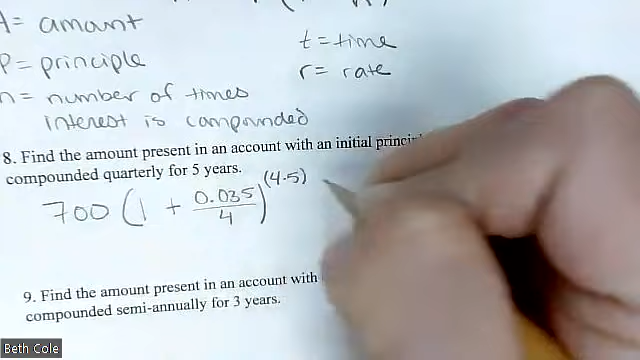 A = amount
P = principle
n = number of times
interest is compounded
t = time
r = rate
8. Find the amount present in an account with an initial
compounded quarterly for 5 years.
700 (1 + 0.035/4)^(4·5)
9. Find the amount present in an account with
compounded semi-annually for 3 years.
Beth Cole